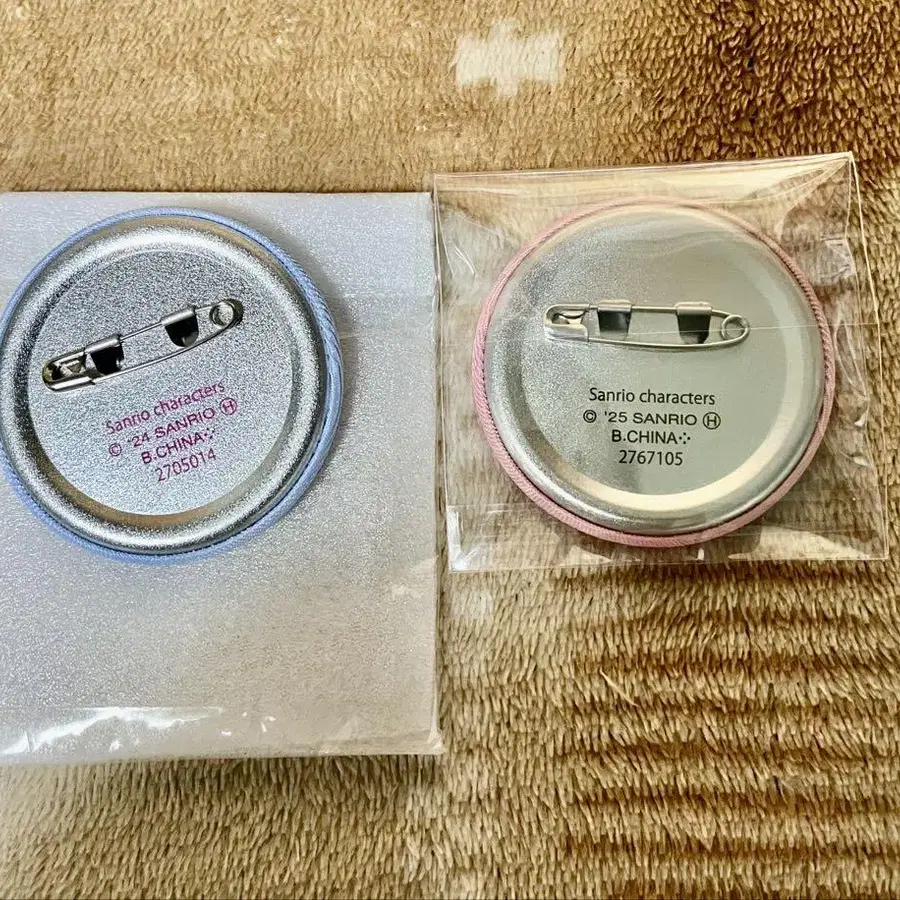 Sanrio characters
© '24 SANRIO Ⓗ
B.CHINA⁘
2705014
Sanrio characters
© '25 SANRIO Ⓗ
B.CHINA⁘
2767105